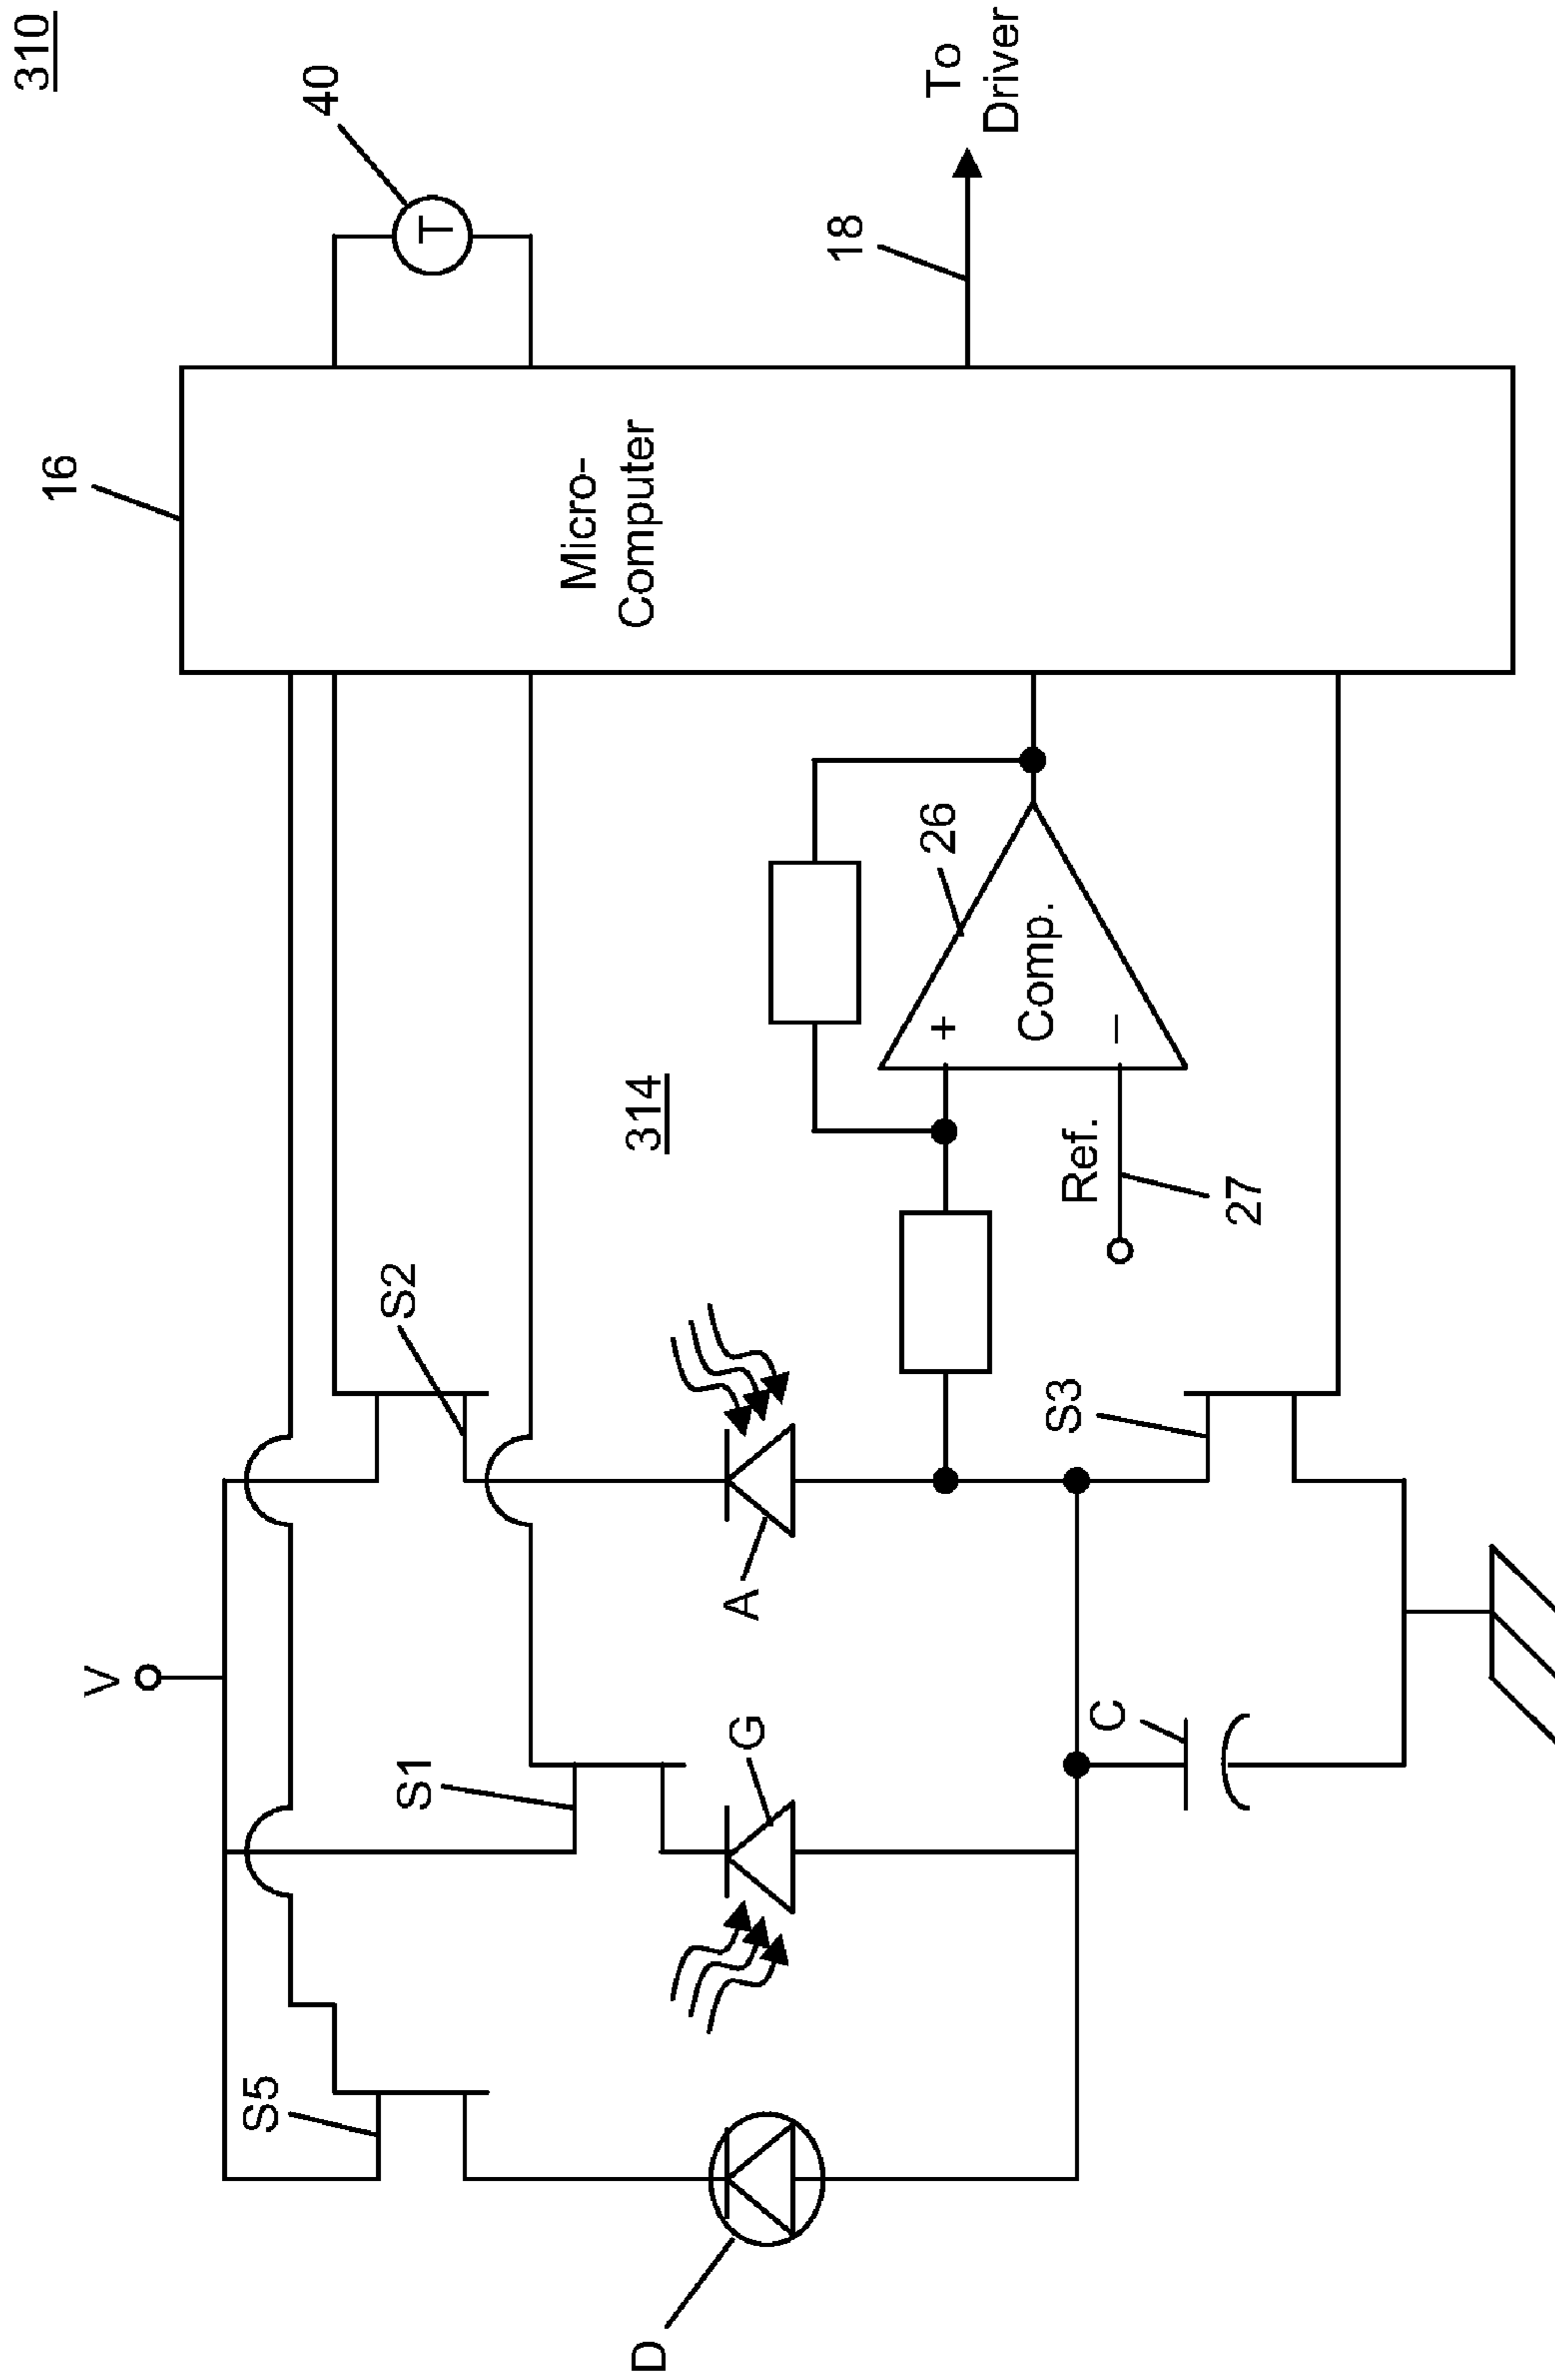 310
V
16
40
S5
S1
S2
Micro-
Computer
T
314
D
G
A
26
18
To
Driver
+
Comp.
–
Ref.
27
C
S3